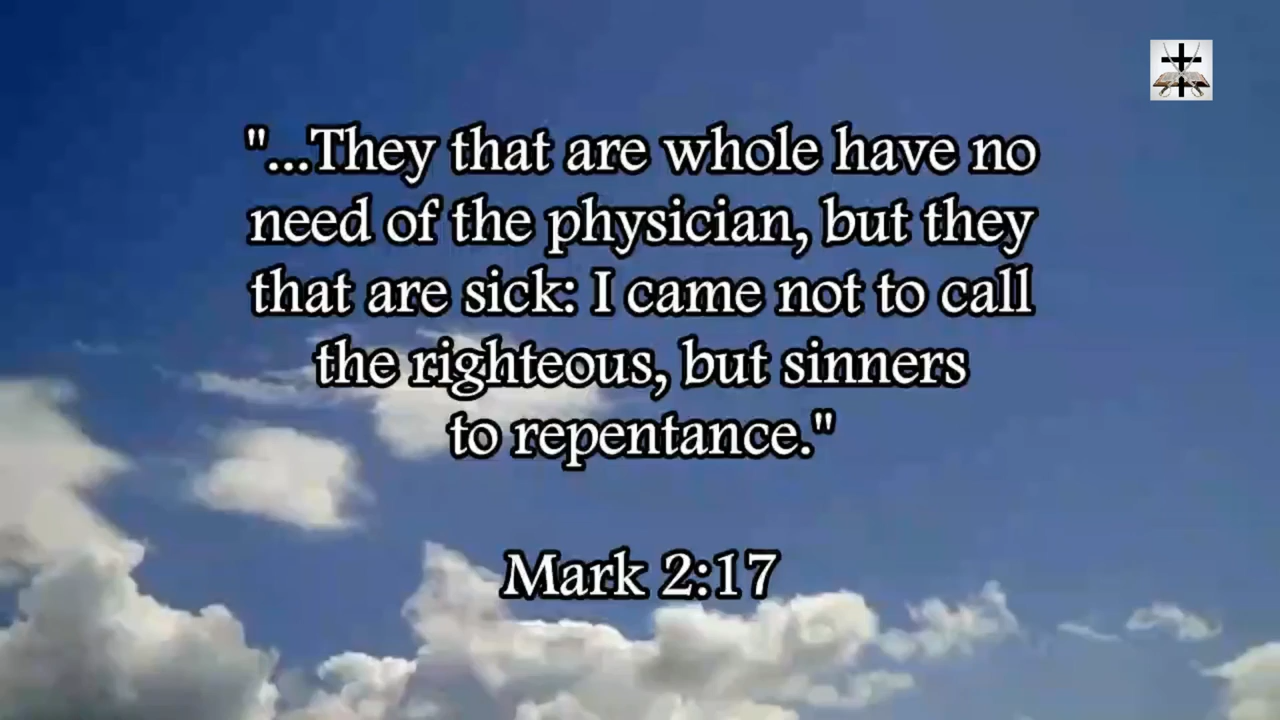 "...They that are whole have no
need of the physician, but they
that are sick: I came not to call
the righteous, but sinners
to repentance."
Mark 2:17